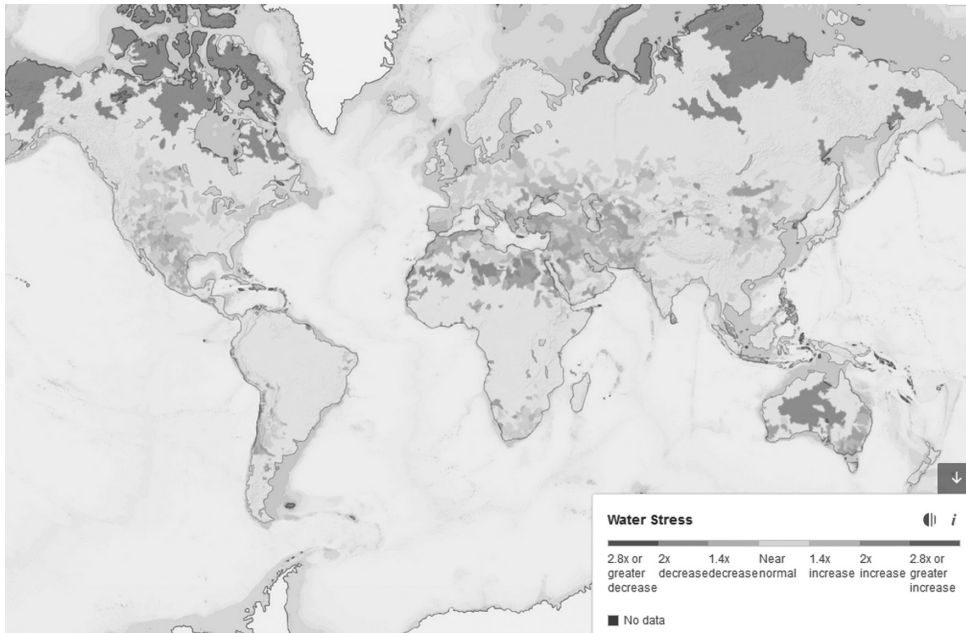 Water Stress
i
2.8x or 2x 1.4x Near 1.4x 2x 2.8x or
greater decrease decrease normal increase increase greater
decrease increase
No data